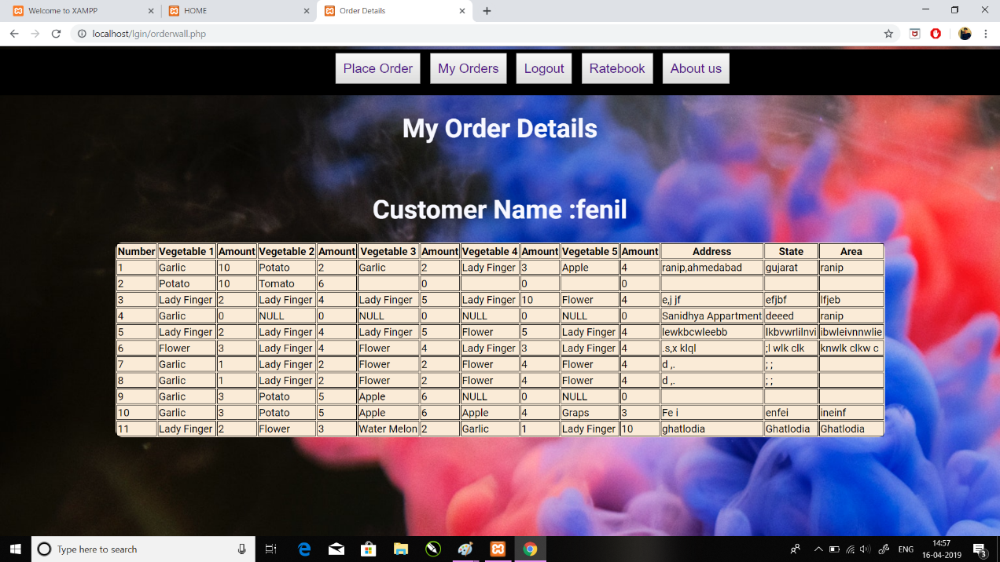 Welcome to XAMPP HOME Order Details
localhost/lgin/orderwall.php
Place Order My Orders Logout Ratebook About us
My Order Details
Customer Name :fenil
Number Vegetable 1 Amount Vegetable 2 Amount Vegetable 3 Amount Vegetable 4 Amount Vegetable 5 Amount Address State Area
1 Garlic 10 Potato 2 Garlic 2 Lady Finger 3 Apple 4 ranip,ahmedabad gujarat ranip
2 Potato 10 Tomato 6 0 0 0
3 Lady Finger 2 Lady Finger 4 Lady Finger 5 Lady Finger 10 Flower 4 e,j jf efjbf lfjeb
4 Garlic 0 NULL 0 NULL 0 NULL 0 NULL 0 Sanidhya Appartment deeed ranip
5 Lady Finger 2 Lady Finger 4 Lady Finger 5 Flower 5 Lady Finger 4 lewkbcwleebb lkbvwrlilnvi ibwleivnnwlie
6 Flower 3 Lady Finger 4 Flower 4 Lady Finger 3 Lady Finger 4 .s,x klql ;l wlk clk knwlk clkw c
7 Garlic 1 Lady Finger 2 Flower 2 Flower 4 Flower 4 d ,. ; ;
8 Garlic 1 Lady Finger 2 Flower 2 Flower 4 Flower 4 d ,. ; ;
9 Garlic 3 Potato 5 Apple 6 NULL 0 NULL 0
10 Garlic 3 Potato 5 Apple 6 Apple 4 Graps 3 Fe i enfei ineinf
11 Lady Finger 2 Flower 3 Water Melon 2 Garlic 1 Lady Finger 10 ghatlodia Ghatlodia Ghatlodia
Type here to search
ENG
14:57
16-04-2019
3